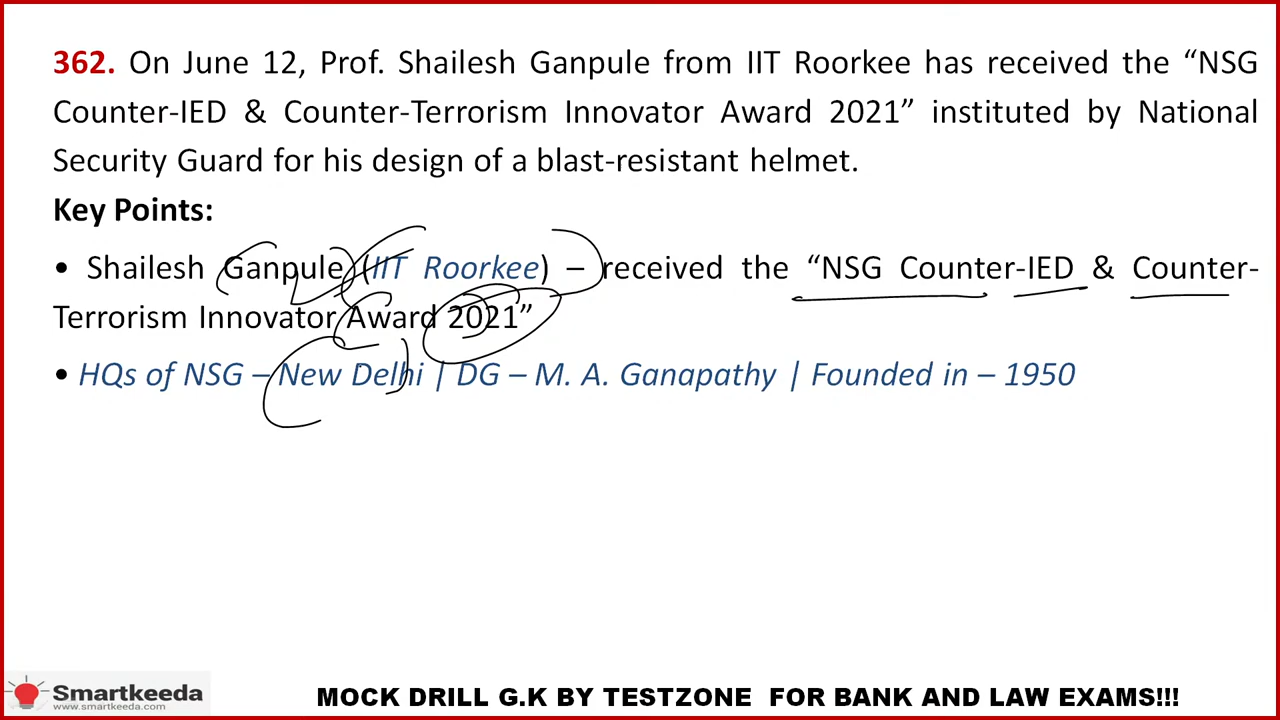 362. On June 12, Prof. Shailesh Ganpule from IIT Roorkee has received the “NSG
Counter-IED & Counter-Terrorism Innovator Award 2021” instituted by National
Security Guard for his design of a blast-resistant helmet.
Key Points:
• Shailesh Ganpule (IIT Roorkee) – received the “NSG Counter-IED & Counter-
Terrorism Innovator Award 2021”
• HQs of NSG – New Delhi | DG – M. A. Ganapathy | Founded in – 1950
Smartkeeda
www.smartkeeda.com
MOCK DRILL G.K BY TESTZONE FOR BANK AND LAW EXAMS!!!